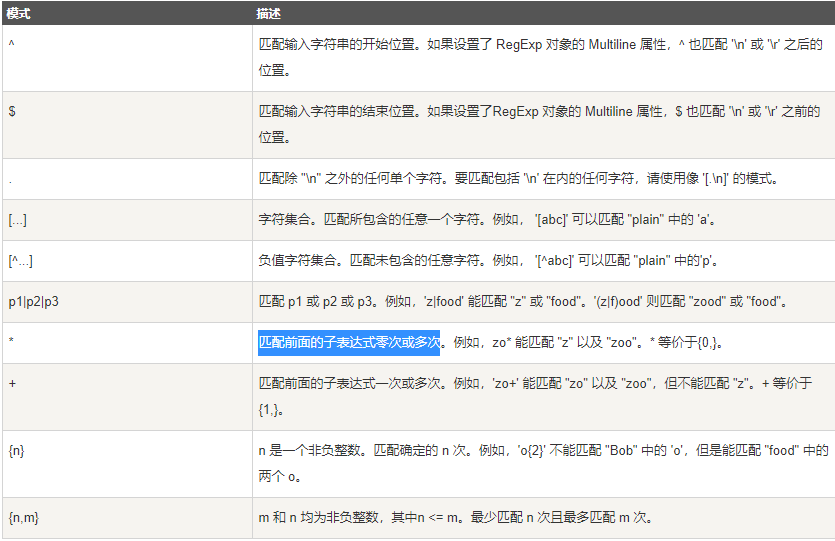 模式 描述
^ 匹配输入字符串的开始位置。如果设置了 RegExp 对象的 Multiline 属性，^ 也匹配 '\n' 或 '\r' 之后的
位置。
$ 匹配输入字符串的结束位置。如果设置了RegExp 对象的 Multiline 属性，$ 也匹配 '\n' 或 '\r' 之前的
位置。
. 匹配除 "\n" 之外的任何单个字符。要匹配包括 '\n' 在内的任何字符，请使用像 '[.\n]' 的模式。
[...] 字符集合。匹配所包含的任意一个字符。例如， '[abc]' 可以匹配 "plain" 中的 'a'。
[^...] 负值字符集合。匹配未包含的任意字符。例如， '[^abc]' 可以匹配 "plain" 中的'p'。
p1|p2|p3 匹配 p1 或 p2 或 p3。例如，'z|food' 能匹配 "z" 或 "food"。'(z|f)ood' 则匹配 "zood" 或 "food"。
* 匹配前面的子表达式零次或多次。例如，zo* 能匹配 "z" 以及 "zoo"。* 等价于{0,}。
+ 匹配前面的子表达式一次或多次。例如，'zo+' 能匹配 "zo" 以及 "zoo"，但不能匹配 "z"。+ 等价于
{1,}。
{n} n 是一个非负整数。匹配确定的 n 次。例如，'o{2}' 不能匹配 "Bob" 中的 'o'，但是能匹配 "food" 中的
两个 o。
{n,m} m 和 n 均为非负整数，其中n <= m。最少匹配 n 次且最多匹配 m 次。